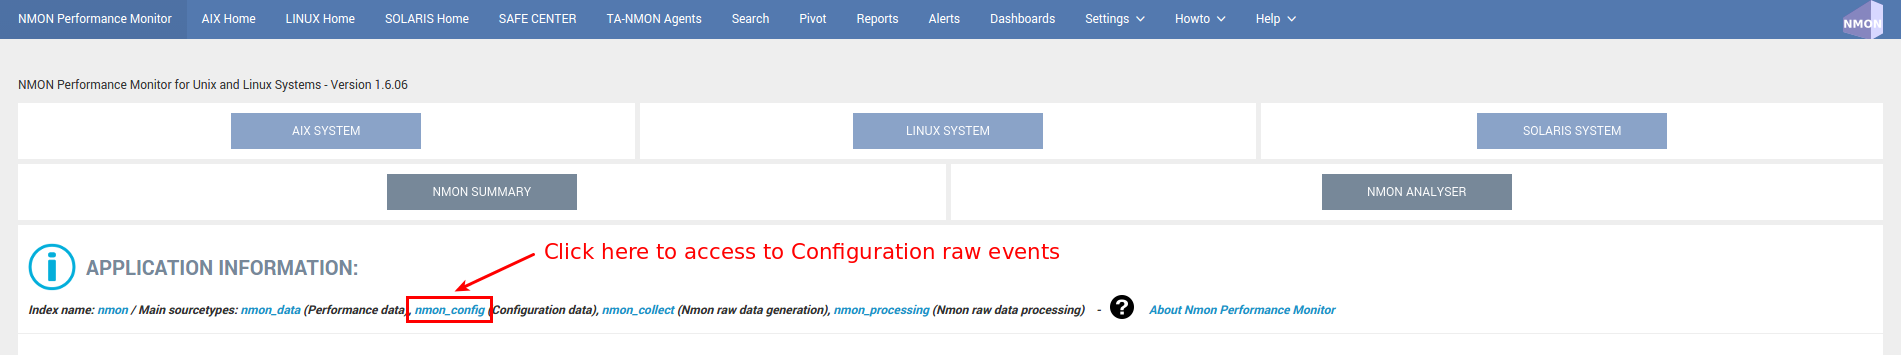 NMON Performance Monitor AIX Home LINUX Home SOLARIS Home SAFE CENTER TA-NMON Agents Search Pivot Reports Alerts Dashboards Settings Howto Help NMON
NMON Performance Monitor for Unix and Linux Systems - Version 1.6.06
AIX SYSTEM LINUX SYSTEM SOLARIS SYSTEM
NMON SUMMARY NMON ANALYSER
Click here to access to Configuration raw events
i APPLICATION INFORMATION:
Index name: nmon / Main sourcetypes: nmon_data (Performance data), nmon_config (Configuration data), nmon_collect (Nmon raw data generation), nmon_processing (Nmon raw data processing) - ? About Nmon Performance Monitor